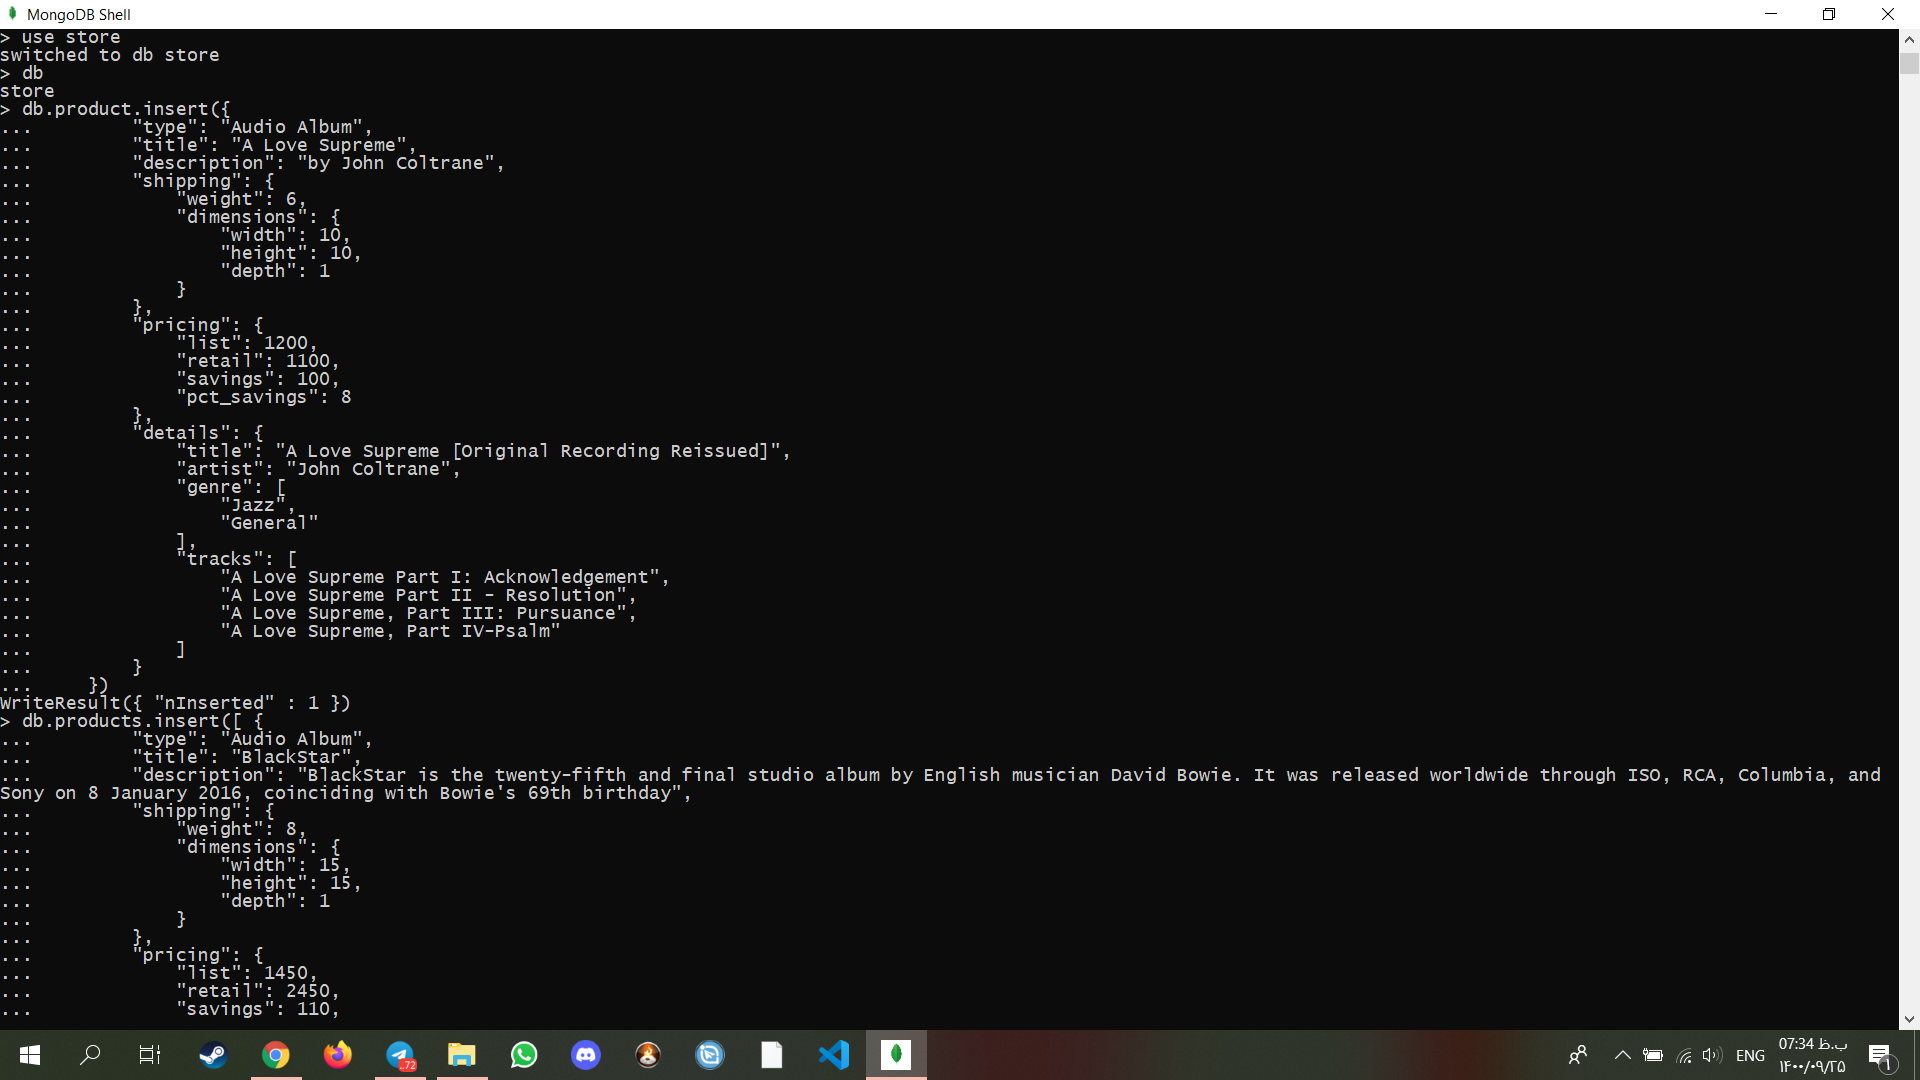 MongoDB Shell
> use store
switched to db store
> db
store
> db.product.insert({
...         "type": "Audio Album",
...         "title": "A Love Supreme",
...         "description": "by John Coltrane",
...         "shipping": {
...             "weight": 6,
...             "dimensions": {
...                 "width": 10,
...                 "height": 10,
...                 "depth": 1
...             }
...         },
...         "pricing": {
...             "list": 1200,
...             "retail": 1100,
...             "savings": 100,
...             "pct_savings": 8
...         },
...         "details": {
...             "title": "A Love Supreme [Original Recording Reissued]",
...             "artist": "John Coltrane",
...             "genre": [
...                 "Jazz",
...                 "General"
...             ],
...             "tracks": [
...                 "A Love Supreme Part I: Acknowledgement",
...                 "A Love Supreme Part II - Resolution",
...                 "A Love Supreme, Part III: Pursuance",
...                 "A Love Supreme, Part IV-Psalm"
...             ]
...         }
...     })
WriteResult({ "nInserted" : 1 })
> db.products.insert([ {
...         "type": "Audio Album",
...         "title": "BlackStar",
...         "description": "BlackStar is the twenty-fifth and final studio album by English musician David Bowie. It was released worldwide through ISO, RCA, Columbia, and
Sony on 8 January 2016, coinciding with Bowie's 69th birthday",
...         "shipping": {
...             "weight": 8,
...             "dimensions": {
...                 "width": 15,
...                 "height": 15,
...                 "depth": 1
...             }
...         },
...         "pricing": {
...             "list": 1450,
...             "retail": 2450,
...             "savings": 110,
..72
ENG
07:34 ب.ظ
۱۴۰۰/۰۹/۲۵
۱